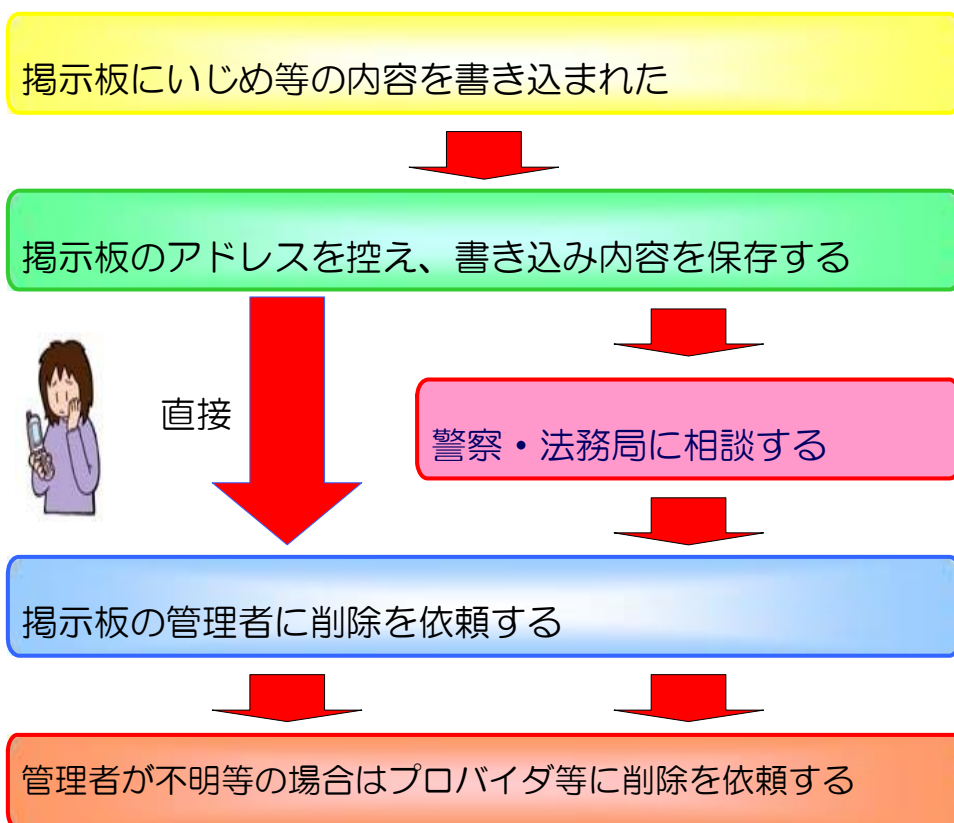 掲示板にいじめ等の内容を書き込まれた
掲示板のアドレスを控え、書き込み内容を保存する
直接
警察・法務局に相談する
掲示板の管理者に削除を依頼する
管理者が不明等の場合はプロバイダ等に削除を依頼する